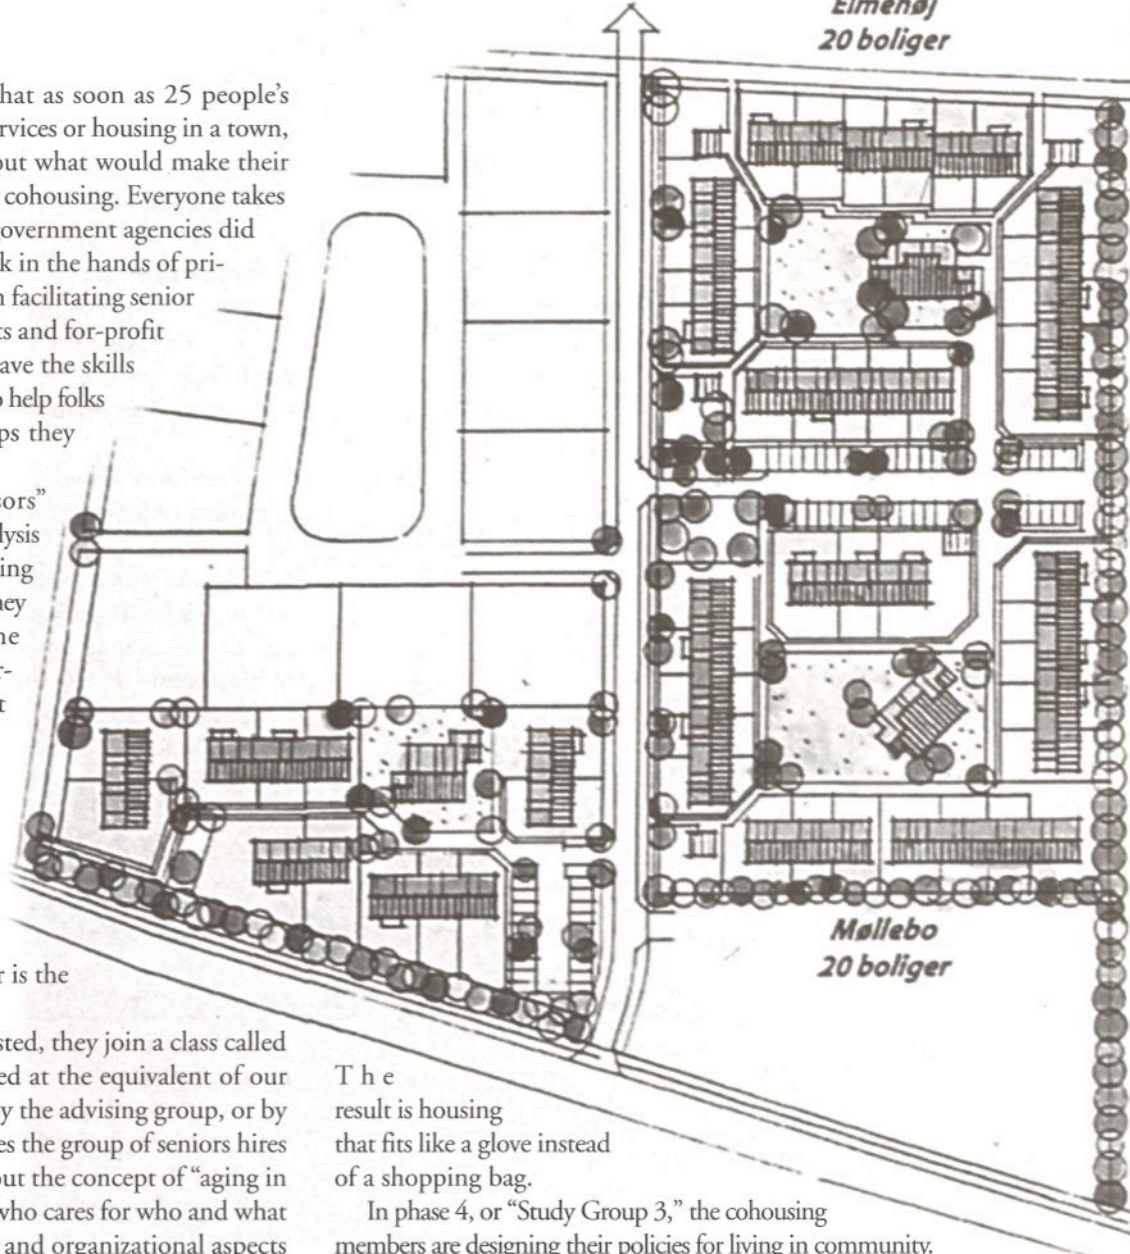 Elmehøj
20 boliger
hat as soon as 25 people's
rvices or housing in a town,
out what would make their
cohousing. Everyone takes
government agencies did
k in the hands of pri-
n facilitating senior
ts and for-profit
ave the skills
o help folks
ps they
sors”
lysis
ing
hey
he
r-
t
r is the
sted, they join a class called
ed at the equivalent of our
y the advising group, or by
es the group of seniors hires
out the concept of “aging in
who cares for who and what
and organizational aspects
Møllebo
20 boliger
The
result is housing
that fits like a glove instead
of a shopping bag.
In phase 4, or “Study Group 3,” the cohousing
members are designing their policies for living in community.